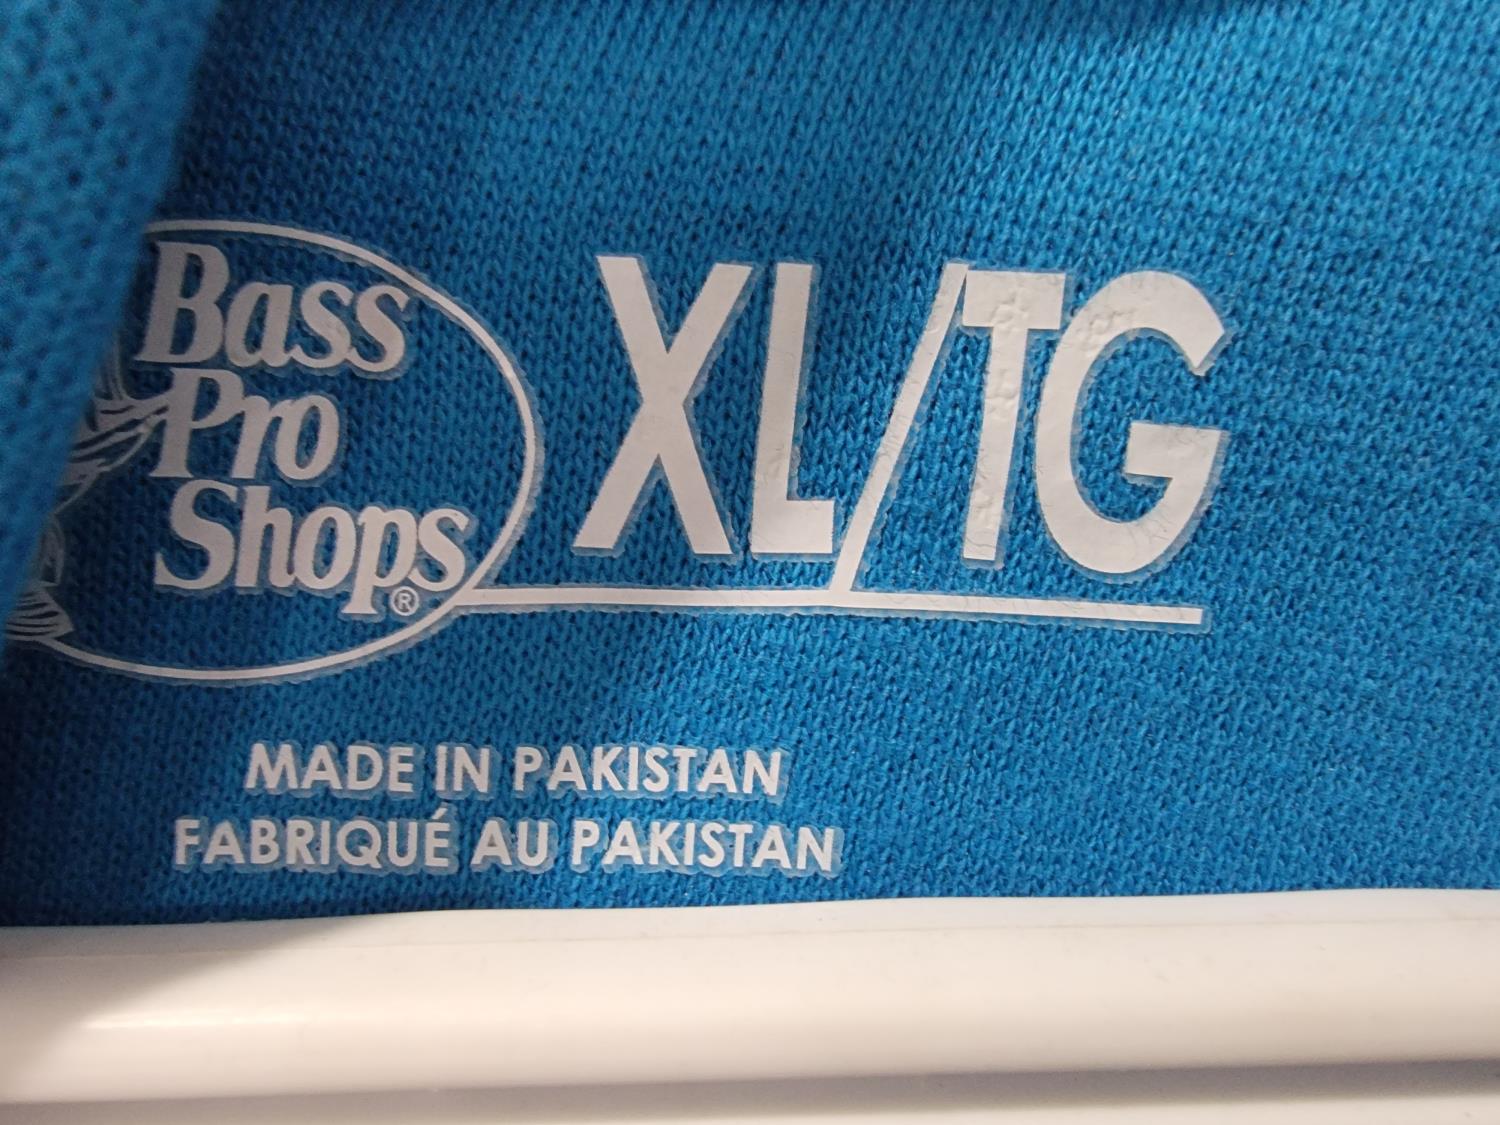 Bass
Pro
Shops®
XL/TG
MADE IN PAKISTAN
FABRIQUÉ AU PAKISTAN